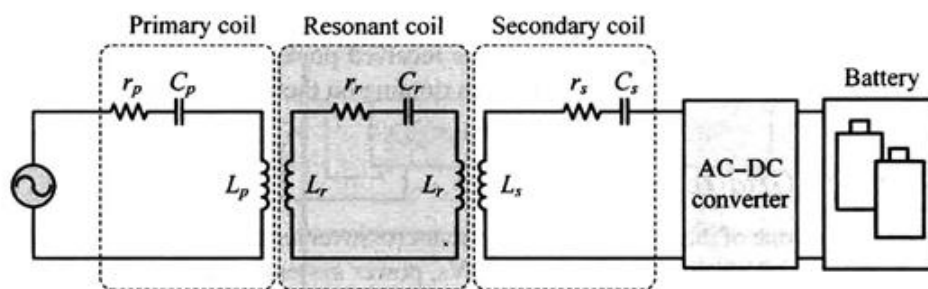 Primary coil
Resonant coil
Secondary coil
Battery
r_p C_p
r_r C_r
r_s C_s
L_p
L_r
L_r
L_s
AC–DC
converter